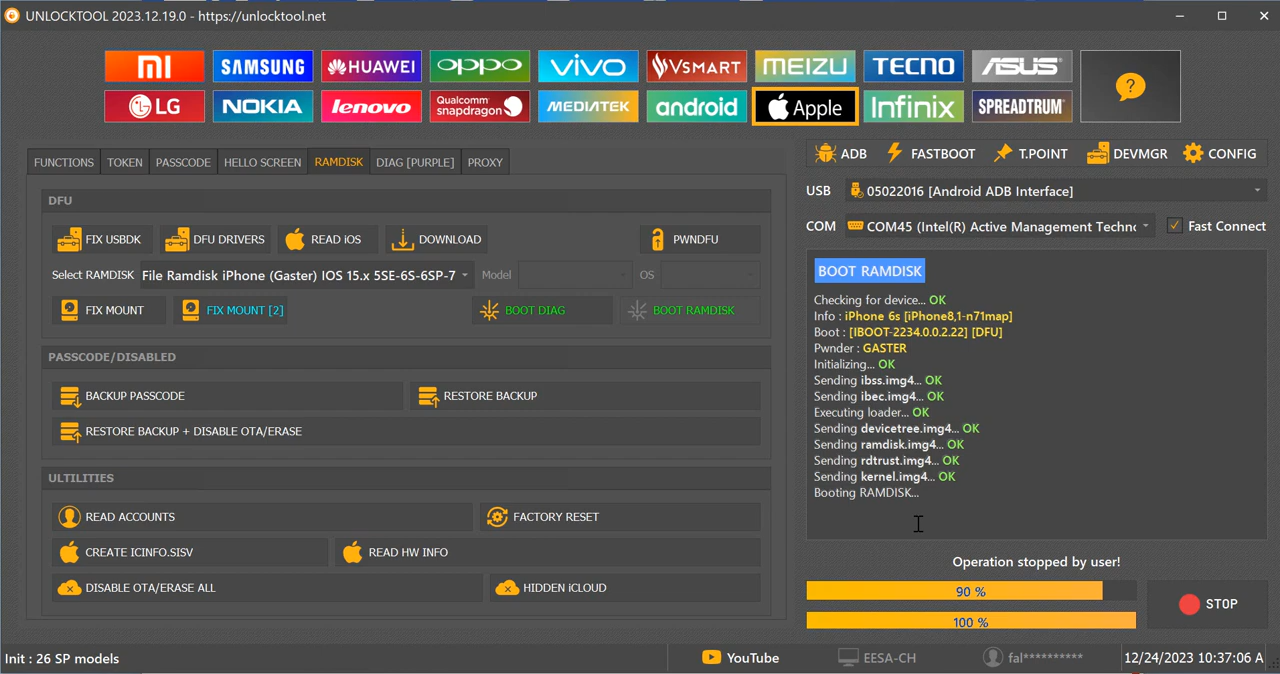 UNLOCKTOOL 2023.12.19.0 - https://unlocktool.net
SAMSUNG HUAWEI oppo vivo VSMART MEIZU TECNO ASUS
LG NOKIA lenovo Qualcomm snapdragon MEDIATEK android Apple Infinix SPREADTRUM
FUNCTIONS TOKEN PASSCODE HELLO SCREEN RAMDISK DIAG [PURPLE] PROXY
ADB FASTBOOT T.POINT DEVMGR CONFIG
USB 05022016 [Android ADB Interface]
COM COM45 (Intel(R) Active Management Techno Fast Connect
DFU
FIX USBDK DFU DRIVERS READ iOS DOWNLOAD PWNDFU
Select RAMDISK File Ramdisk iPhone (Gaster) IOS 15.x 5SE-6S-6SP-7 Model OS
FIX MOUNT FIX MOUNT [2] BOOT DIAG BOOT RAMDISK
PASSCODE/DISABLED
BACKUP PASSCODE RESTORE BACKUP
RESTORE BACKUP + DISABLE OTA/ERASE
ULTILITIES
READ ACCOUNTS FACTORY RESET
CREATE ICINFO.SISV READ HW INFO
DISABLE OTA/ERASE ALL HIDDEN iCLOUD
BOOT RAMDISK
Checking for device... OK
Info : iPhone 6s [iPhone8,1-n71map]
Boot : [IBOOT-2234.0.0.2.22] [DFU]
Pwnder : GASTER
Initializing... OK
Sending ibss.img4... OK
Sending ibec.img4... OK
Executing loader... OK
Sending devicetree.img4... OK
Sending ramdisk.img4... OK
Sending rdtrust.img4... OK
Sending kernel.img4... OK
Booting RAMDISK...
Operation stopped by user!
90 %
100 %
STOP
Init : 26 SP models YouTube EESA-CH fal********** 12/24/2023 10:37:06 A